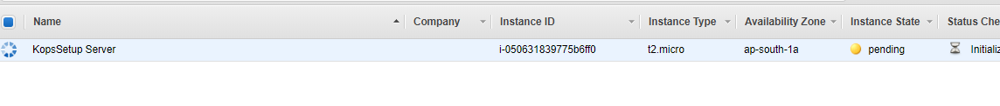 Name Company Instance ID Instance Type Availability Zone Instance State Status Che
KopsSetup Server i-050631839775b6ff0 t2.micro ap-south-1a pending Initializ